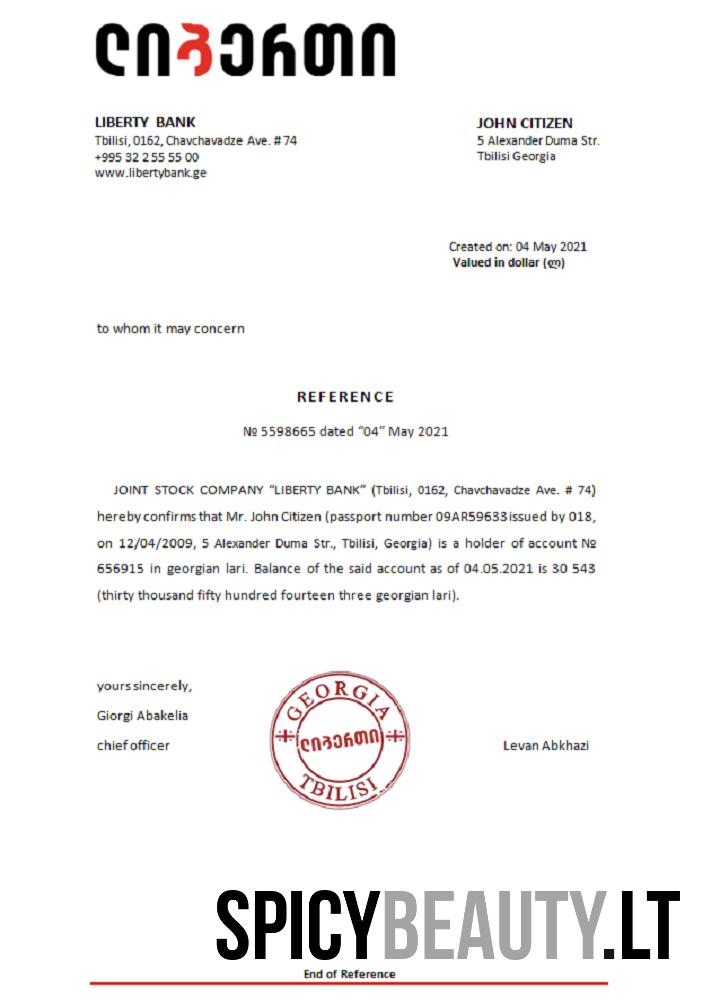 ლიბერთი
LIBERTY BANK
Tbilisi, 0162, Chavchavadze Ave. # 74
+995 32 2 55 55 00
www.libertybank.ge
JOHN CITIZEN
5 Alexander Duma Str.
Tbilisi Georgia
Created on: 04 May 2021
Valued in dollar (ლ)
to whom it may concern
REFERENCE
№ 5598665 dated “04” May 2021
JOINT STOCK COMPANY “LIBERTY BANK” (Tbilisi, 0162, Chavchavadze Ave. # 74)
hereby confirms that Mr. John Citizen (passport number 09AR59633 issued by 018,
on 12/04/2009, 5 Alexander Duma Str., Tbilisi, Georgia) is a holder of account №
656915 in georgian lari. Balance of the said account as of 04.05.2021 is 30 543
(thirty thousand fifty hundred fourteen three georgian lari).
yours sincerely,
Giorgi Abakelia
chief officer
GEORGIA
ლიბერთი
TBILISI
Levan Abkhazi
SPICYBEAUTY.LT
End of Reference